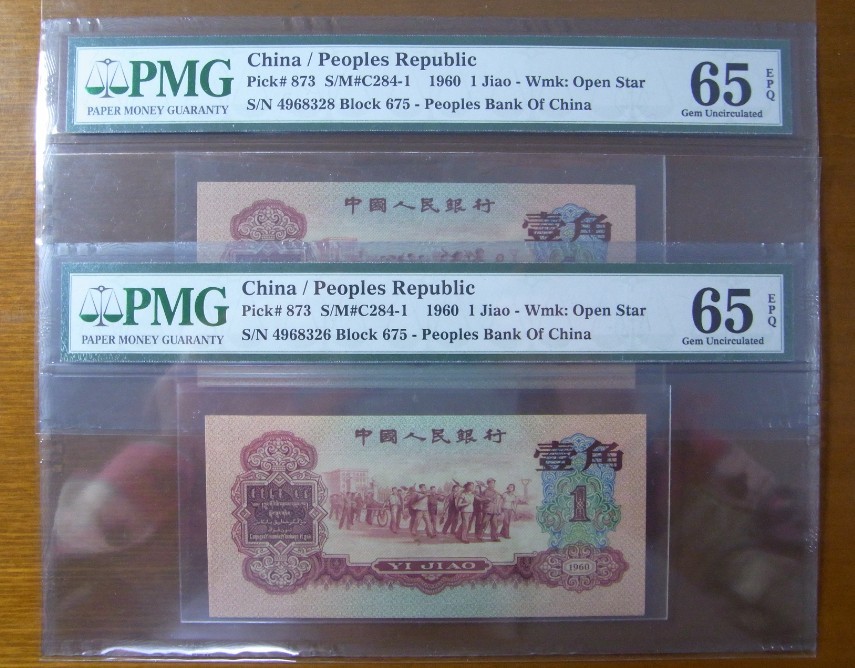 PMG
PAPER MONEY GUARANTY
China / Peoples Republic
Pick# 873 S/M#C284-1 1960 1 Jiao - Wmk: Open Star
S/N 4968328 Block 675 - Peoples Bank Of China
65 EPQ
Gem Uncirculated
中國人民銀行
壹角
PMG
PAPER MONEY GUARANTY
China / Peoples Republic
Pick# 873 S/M#C284-1 1960 1 Jiao - Wmk: Open Star
S/N 4968326 Block 675 - Peoples Bank Of China
65 EPQ
Gem Uncirculated
中國人民銀行
壹角
1
YI JIAO
1960